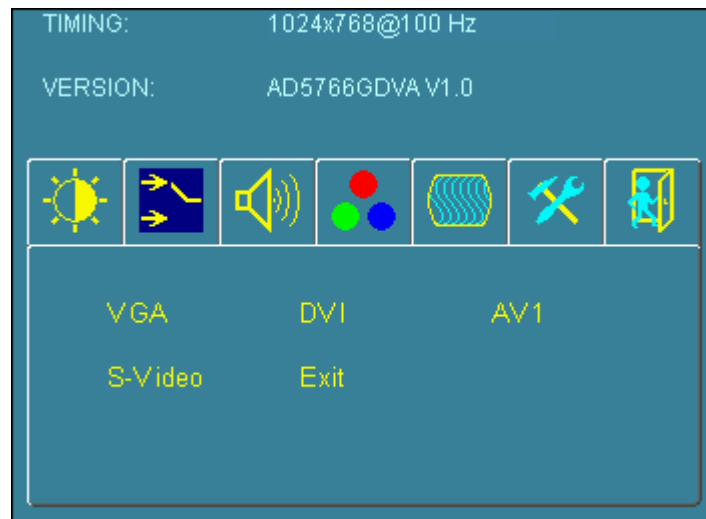 TIMING: 1024x768@100 Hz
VERSION: AD5766GDVA V1.0
VGA DVI AV1
S-Video Exit